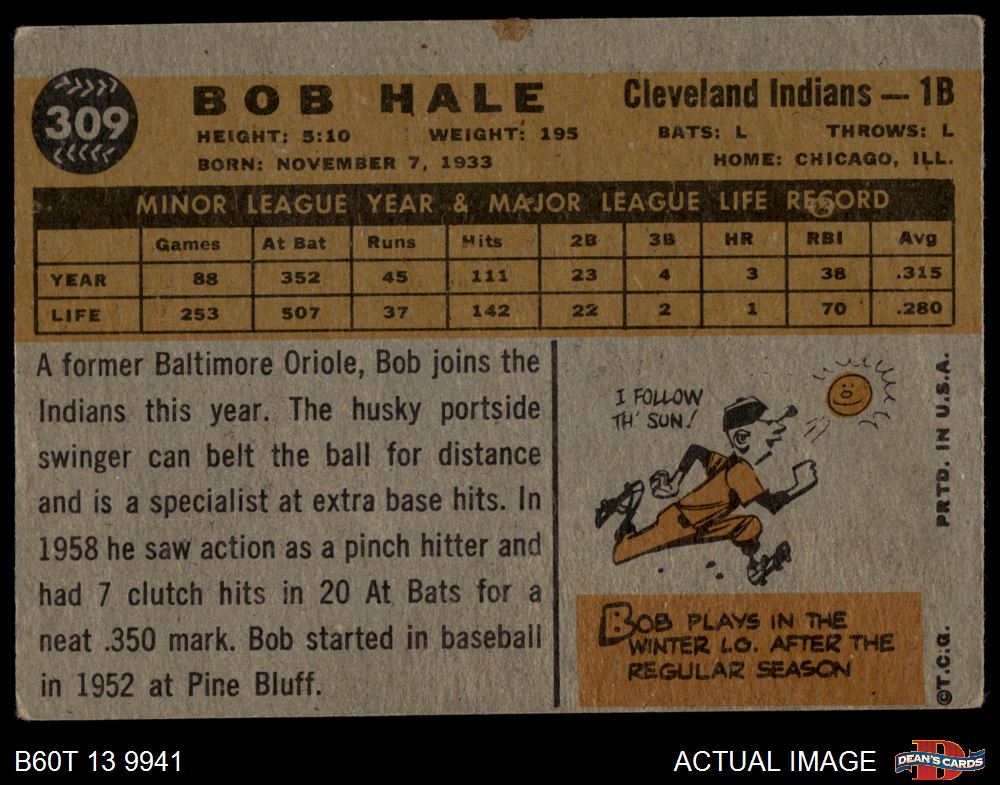 309
BOB HALE
Cleveland Indians — 1B
HEIGHT: 5:10 WEIGHT: 195 BATS: L THROWS: L
BORN: NOVEMBER 7, 1933 HOME: CHICAGO, ILL.
MINOR LEAGUE YEAR & MAJOR LEAGUE LIFE RECORD
Games At Bat Runs Hits 2B 3B HR RBI Avg
YEAR 88 352 45 111 23 4 3 38 .315
LIFE 253 507 37 142 22 2 1 70 .280
A former Baltimore Oriole, Bob joins the
Indians this year. The husky portside
swinger can belt the ball for distance
and is a specialist at extra base hits. In
1958 he saw action as a pinch hitter and
had 7 clutch hits in 20 At Bats for a
neat .350 mark. Bob started in baseball
in 1952 at Pine Bluff.
I FOLLOW
TH' SUN!
BOB PLAYS IN THE
WINTER LG. AFTER THE
REGULAR SEASON
PRTD. IN U.S.A.
©T.C.G.
B60T 13 9941
ACTUAL IMAGE
DEAN'S CARDS